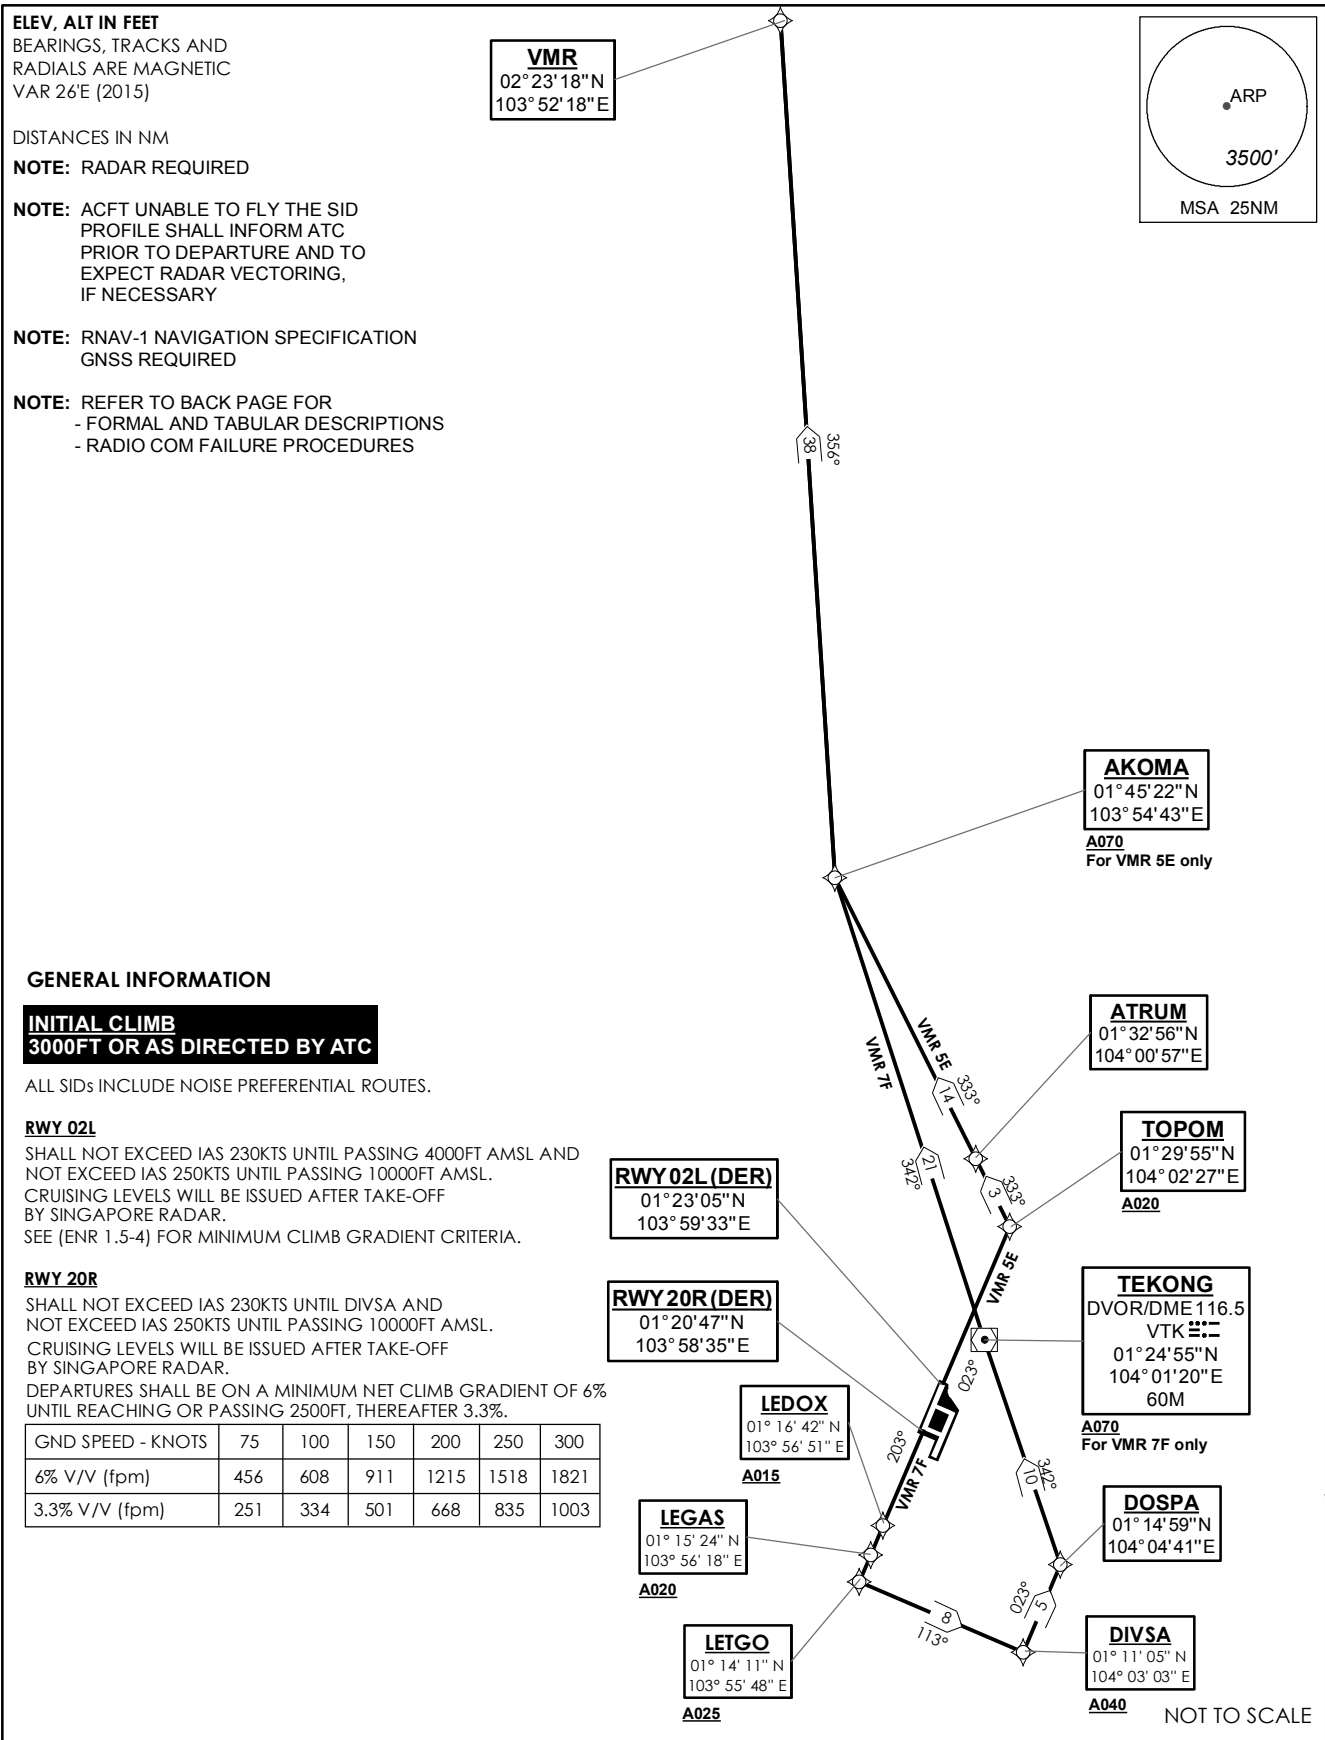 ELEV, ALT IN FEET
BEARINGS, TRACKS AND
RADIALS ARE MAGNETIC
VAR 26'E (2015)
DISTANCES IN NM
NOTE: RADAR REQUIRED
NOTE: ACFT UNABLE TO FLY THE SID
PROFILE SHALL INFORM ATC
PRIOR TO DEPARTURE AND TO
EXPECT RADAR VECTORING,
IF NECESSARY
NOTE: RNAV-1 NAVIGATION SPECIFICATION
GNSS REQUIRED
NOTE: REFER TO BACK PAGE FOR
- FORMAL AND TABULAR DESCRIPTIONS
- RADIO COM FAILURE PROCEDURES
VMR
02°23'18"N
103°52'18"E
ARP
3500'
MSA 25NM
38
356°
AKOMA
01°45'22"N
103°54'43"E
A070
For VMR 5E only
VMR 5E
VMR 7F
14
333°
21
342°
ATRUM
01°32'56"N
104°00'57"E
3
333°
TOPOM
01°29'55"N
104°02'27"E
A020
VMR 5E
TEKONG
DVOR/DME 116.5
VTK
01°24'55"N
104°01'20"E
60M
A070
For VMR 7F only
GENERAL INFORMATION
INITIAL CLIMB
3000FT OR AS DIRECTED BY ATC
ALL SIDs INCLUDE NOISE PREFERENTIAL ROUTES.
RWY 02L
SHALL NOT EXCEED IAS 230KTS UNTIL PASSING 4000FT AMSL AND
NOT EXCEED IAS 250KTS UNTIL PASSING 10000FT AMSL.
CRUISING LEVELS WILL BE ISSUED AFTER TAKE-OFF
BY SINGAPORE RADAR.
SEE (ENR 1.5-4) FOR MINIMUM CLIMB GRADIENT CRITERIA.
RWY 20R
SHALL NOT EXCEED IAS 230KTS UNTIL DIVSA AND
NOT EXCEED IAS 250KTS UNTIL PASSING 10000FT AMSL.
CRUISING LEVELS WILL BE ISSUED AFTER TAKE-OFF
BY SINGAPORE RADAR.
DEPARTURES SHALL BE ON A MINIMUM NET CLIMB GRADIENT OF 6%
UNTIL REACHING OR PASSING 2500FT, THEREAFTER 3.3%.
GND SPEED - KNOTS 75 100 150 200 250 300
6% V/V (fpm) 456 608 911 1215 1518 1821
3.3% V/V (fpm) 251 334 501 668 835 1003
RWY 02L (DER)
01°23'05"N
103°59'33"E
RWY 20R (DER)
01°20'47"N
103°58'35"E
023°
203°
VMR 7F
LEDOX
01° 16' 42" N
103° 56' 51" E
A015
LEGAS
01° 15' 24" N
103° 56' 18" E
A020
LETGO
01° 14' 11" N
103° 55' 48" E
A025
8
113°
10
342°
DOSPA
01°14'59"N
104°04'41"E
023°
5
DIVSA
01° 11' 05" N
104° 03' 03" E
A040
NOT TO SCALE